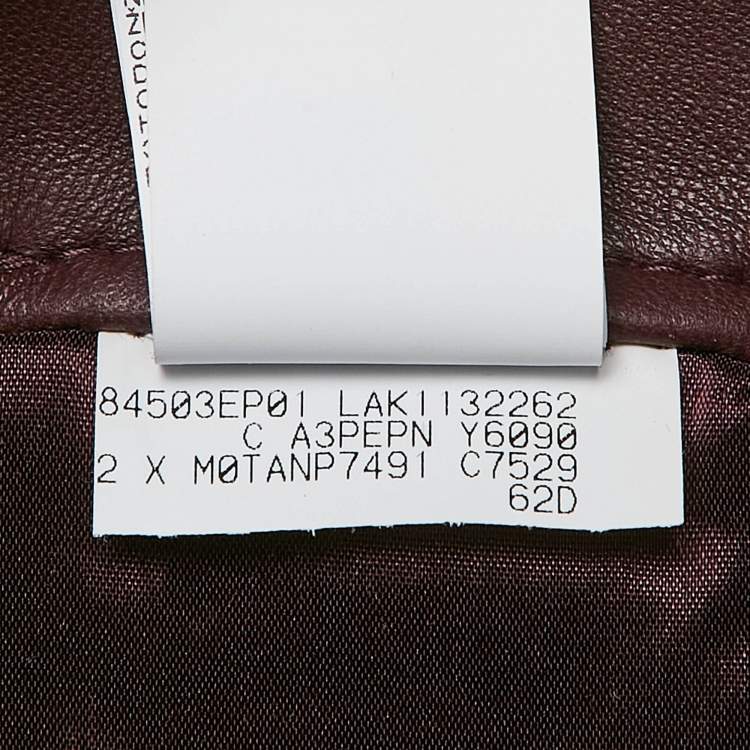 84503EP01 LAK1132262
C A3PEPN Y6090
2 X M0TANP7491 C7529
62D